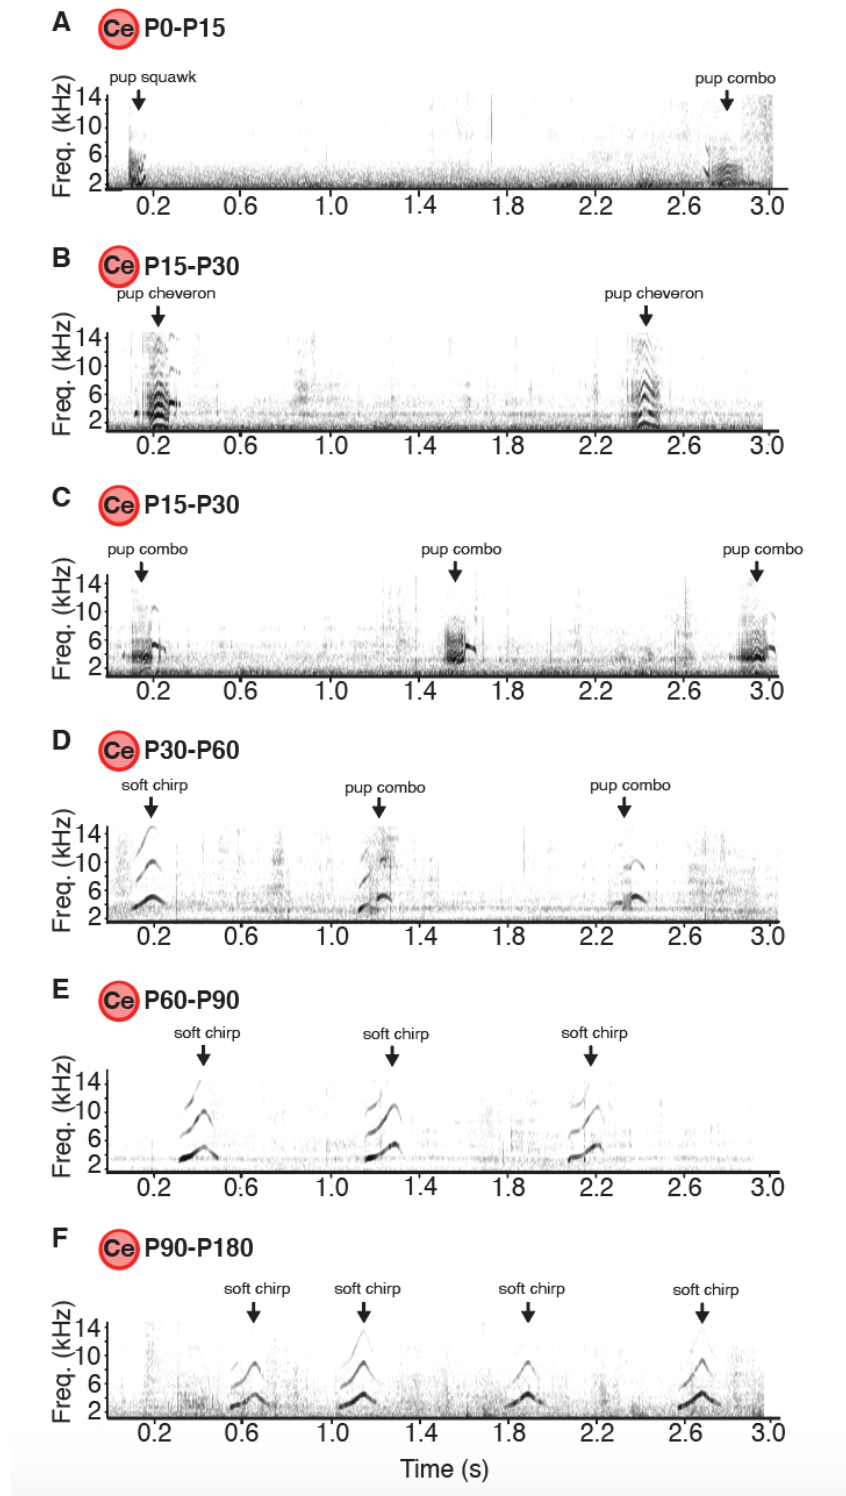 A Ce P0-P15
pup squawk pup combo
Freq. (kHz)
14
10
6
2
0.2 0.6 1.0 1.4 1.8 2.2 2.6 3.0
B Ce P15-P30
pup cheveron pup cheveron
Freq. (kHz)
14
10
6
2
0.2 0.6 1.0 1.4 1.8 2.2 2.6 3.0
C Ce P15-P30
pup combo pup combo pup combo
Freq. (kHz)
14
10
6
2
0.2 0.6 1.0 1.4 1.8 2.2 2.6 3.0
D Ce P30-P60
soft chirp pup combo pup combo
Freq. (kHz)
14
10
6
2
0.2 0.6 1.0 1.4 1.8 2.2 2.6 3.0
E Ce P60-P90
soft chirp soft chirp soft chirp
Freq. (kHz)
14
10
6
2
0.2 0.6 1.0 1.4 1.8 2.2 2.6 3.0
F Ce P90-P180
soft chirp soft chirp soft chirp soft chirp
Freq. (kHz)
14
10
6
2
0.2 0.6 1.0 1.4 1.8 2.2 2.6 3.0
Time (s)